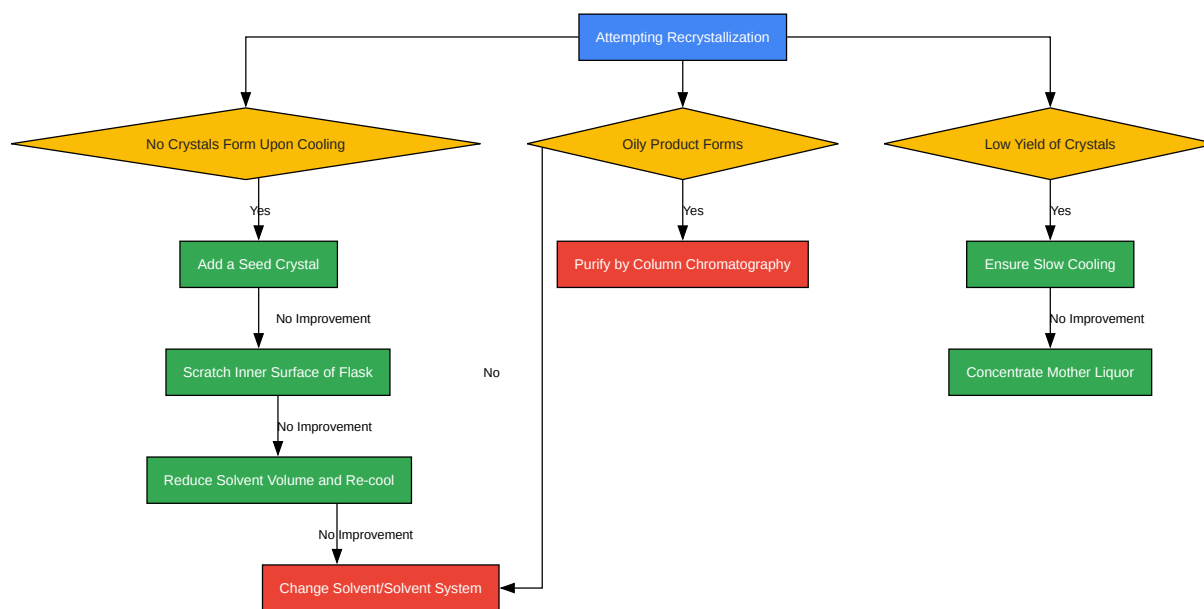 Attempting Recrystallization
No Crystals Form Upon Cooling
Oily Product Forms
Low Yield of Crystals
Yes
Yes
Yes
Add a Seed Crystal
Purify by Column Chromatography
Ensure Slow Cooling
No Improvement
No Improvement
Scratch Inner Surface of Flask
No
Concentrate Mother Liquor
No Improvement
Reduce Solvent Volume and Re-cool
No Improvement
Change Solvent/Solvent System